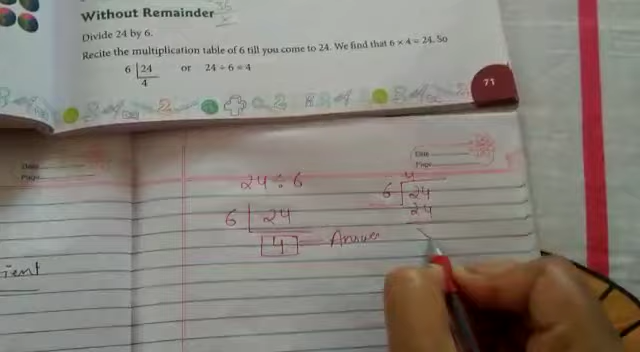 Without Remainder
Divide 24 by 6.
Recite the multiplication table of 6 till you come to 24. We find that 6 × 4 = 24. So
6 24 or 24 ÷ 6 = 4
4
71
Date
Page
Date
Page
24 ÷ 6
4
6 24
24
6 24
4 Answer
ient